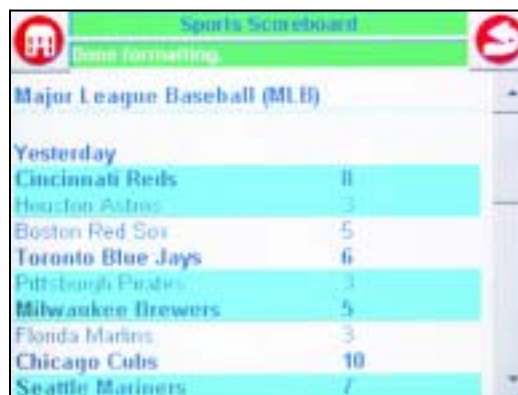 Sports Scoreboard
Done formatting.
Major League Baseball (MLB)
Yesterday
Cincinnati Reds 8
Houston Astros 3
Boston Red Sox 5
Toronto Blue Jays 6
Pittsburgh Pirates 3
Milwaukee Brewers 5
Florida Marlins 3
Chicago Cubs 10
Seattle Mariners 7